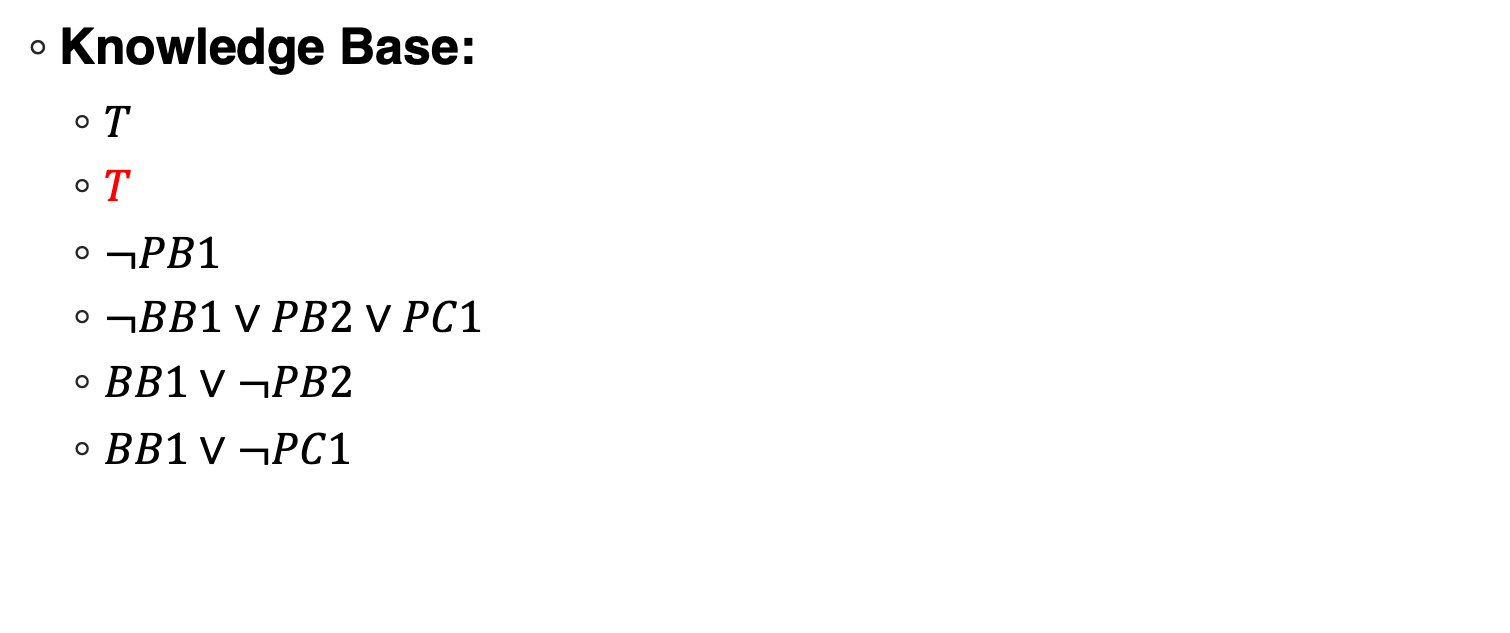 ◦ Knowledge Base:
◦ T
◦ T
◦ ¬PB1
◦ ¬BB1 ∨ PB2 ∨ PC1
◦ BB1 ∨ ¬PB2
◦ BB1 ∨ ¬PC1